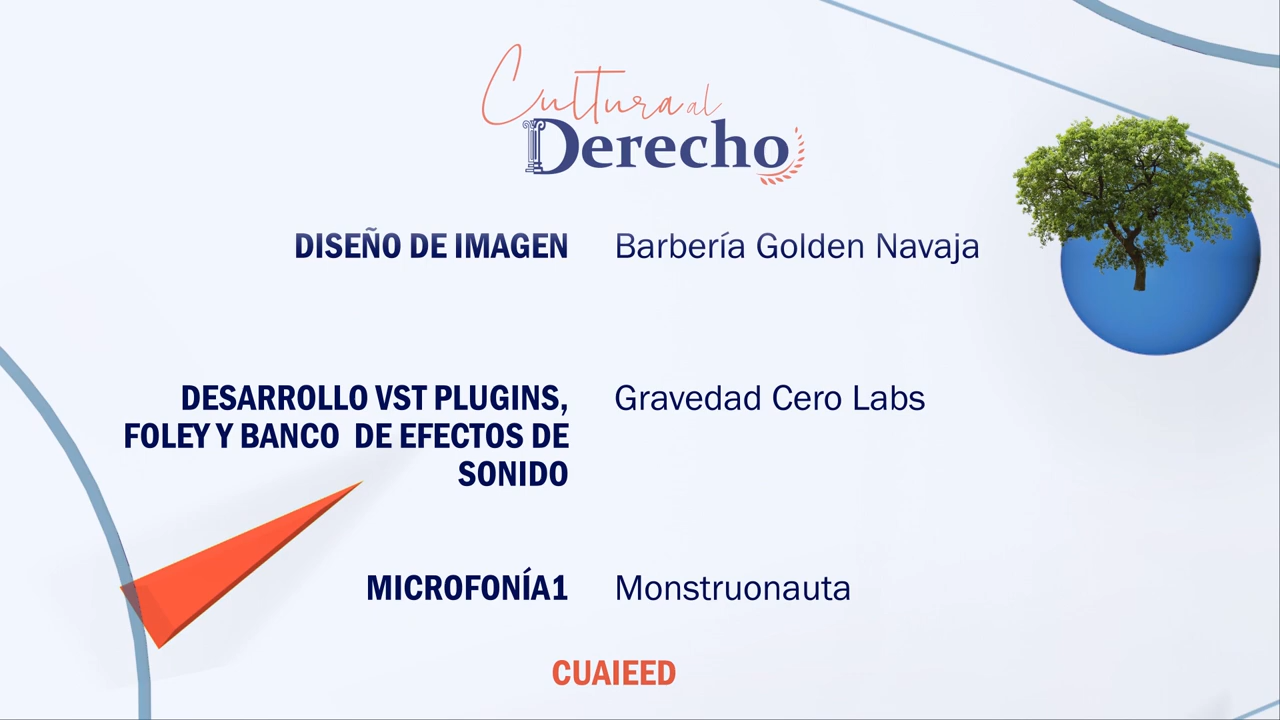 Cultura al
Derecho
DISEÑO DE IMAGEN Barbería Golden Navaja
DESARROLLO VST PLUGINS, Gravedad Cero Labs
FOLEY Y BANCO DE EFECTOS DE
SONIDO
MICROFONÍA1 Monstruonauta
CUAIEED